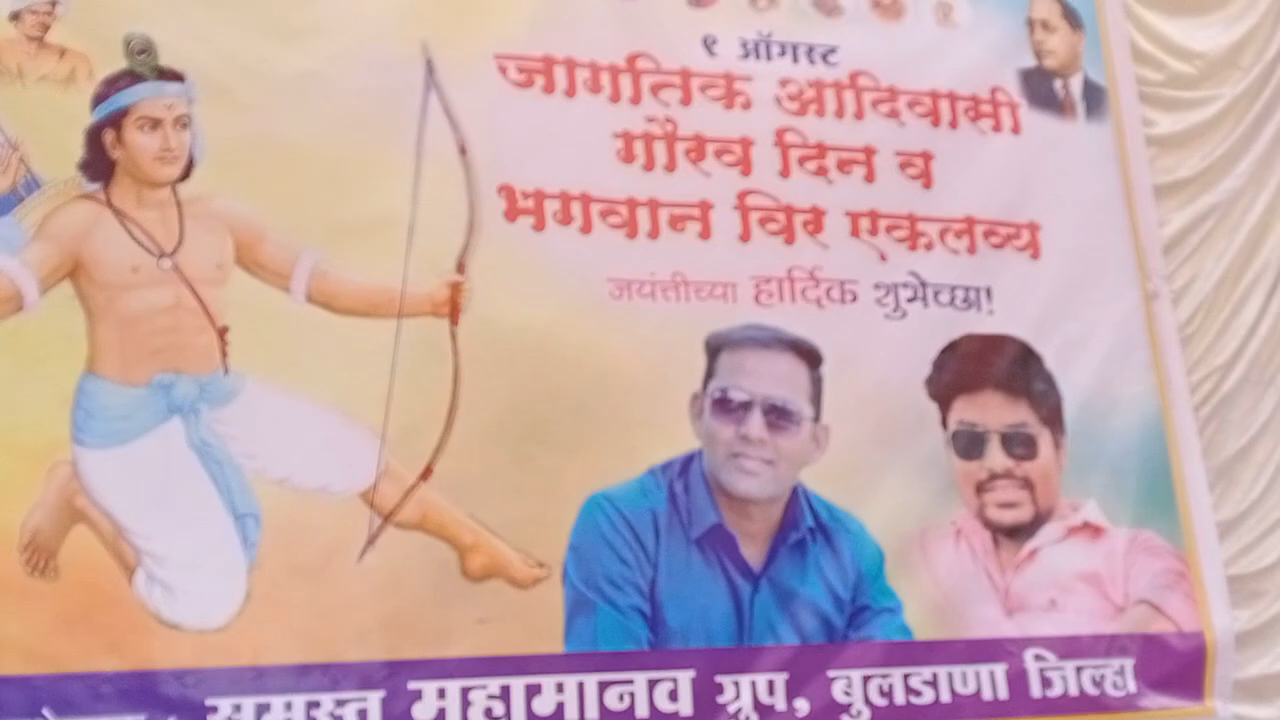 ९ ऑगस्ट
जागतिक आदिवासी
गौरव दिन व
भगवान विर एकलव्य
जयंतीच्या हार्दिक शुभेच्छा!
समस्त महामानव ग्रुप, बुलडाणा जिल्हा